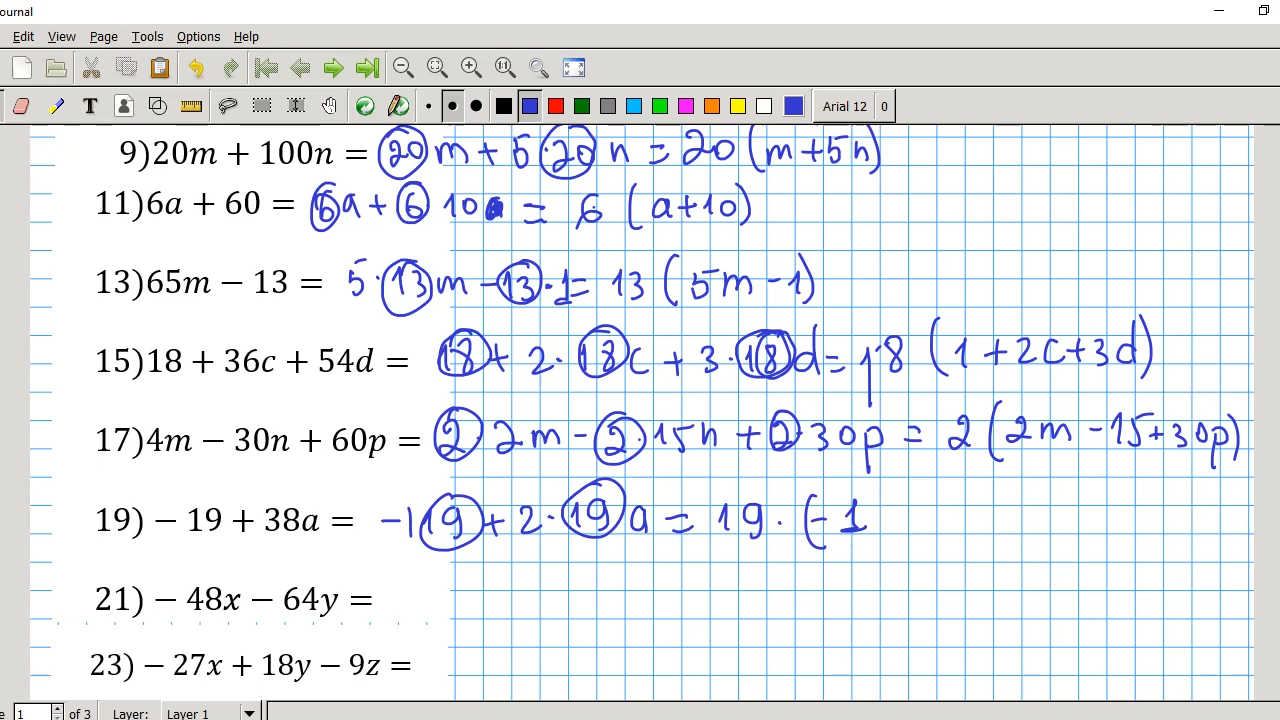 ournal
Edit View Page Tools Options Help
T 1:1
Arial 12 0
9)20m + 100n = 20 m + 5 · 20 n = 20 (m+5n)
11)6a + 60 = 6a + 6 10 = 6 (a+10)
13)65m − 13 = 5 · 13 m − 13 · 1 = 13 (5m − 1)
15)18 + 36c + 54d = 18 + 2 · 18 c + 3 · 18 d = 18 (1 + 2c + 3d)
17)4m − 30n + 60p = 2 · 2m − 2 · 15n + 2 · 30p = 2 (2m − 15 + 30p)
19) − 19 + 38a = −1 19 + 2 · 19 a = 19 · (− 1
21) − 48x − 64y =
23) − 27x + 18y − 9z =
e 1 of 3 Layer: Layer 1